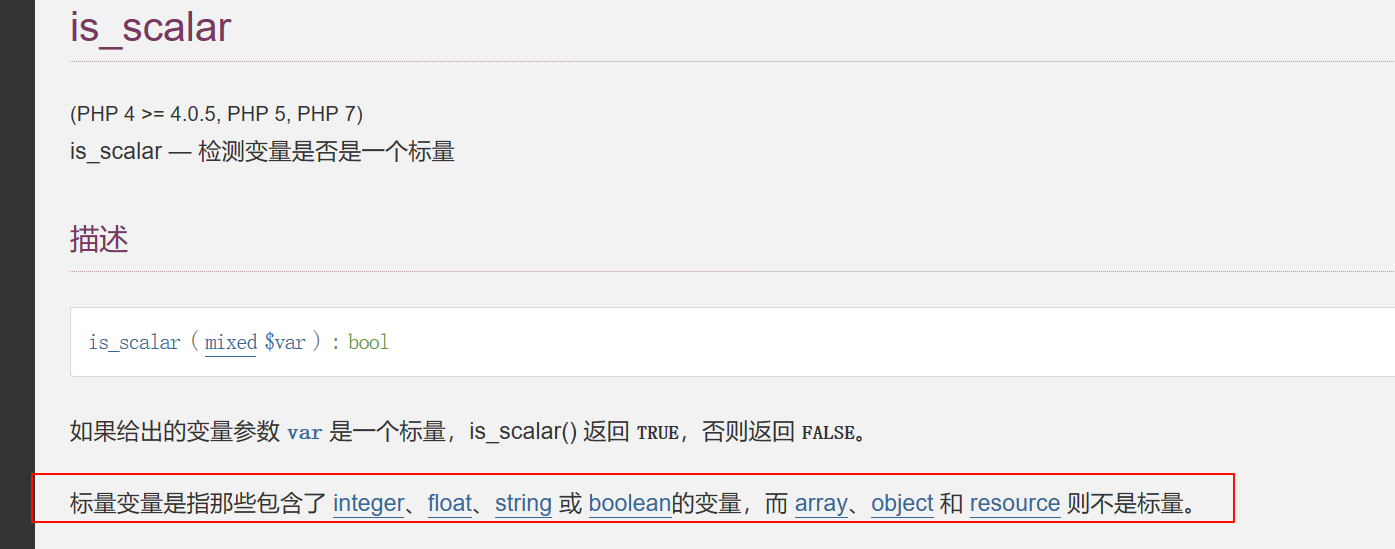 is_scalar
(PHP 4 >= 4.0.5, PHP 5, PHP 7)
is_scalar — 检测变量是否是一个标量
描述
is_scalar ( mixed $var ) : bool
如果给出的变量参数 var 是一个标量，is_scalar() 返回 TRUE，否则返回 FALSE。
标量变量是指那些包含了 integer、float、string 或 boolean的变量，而 array、object 和 resource 则不是标量。